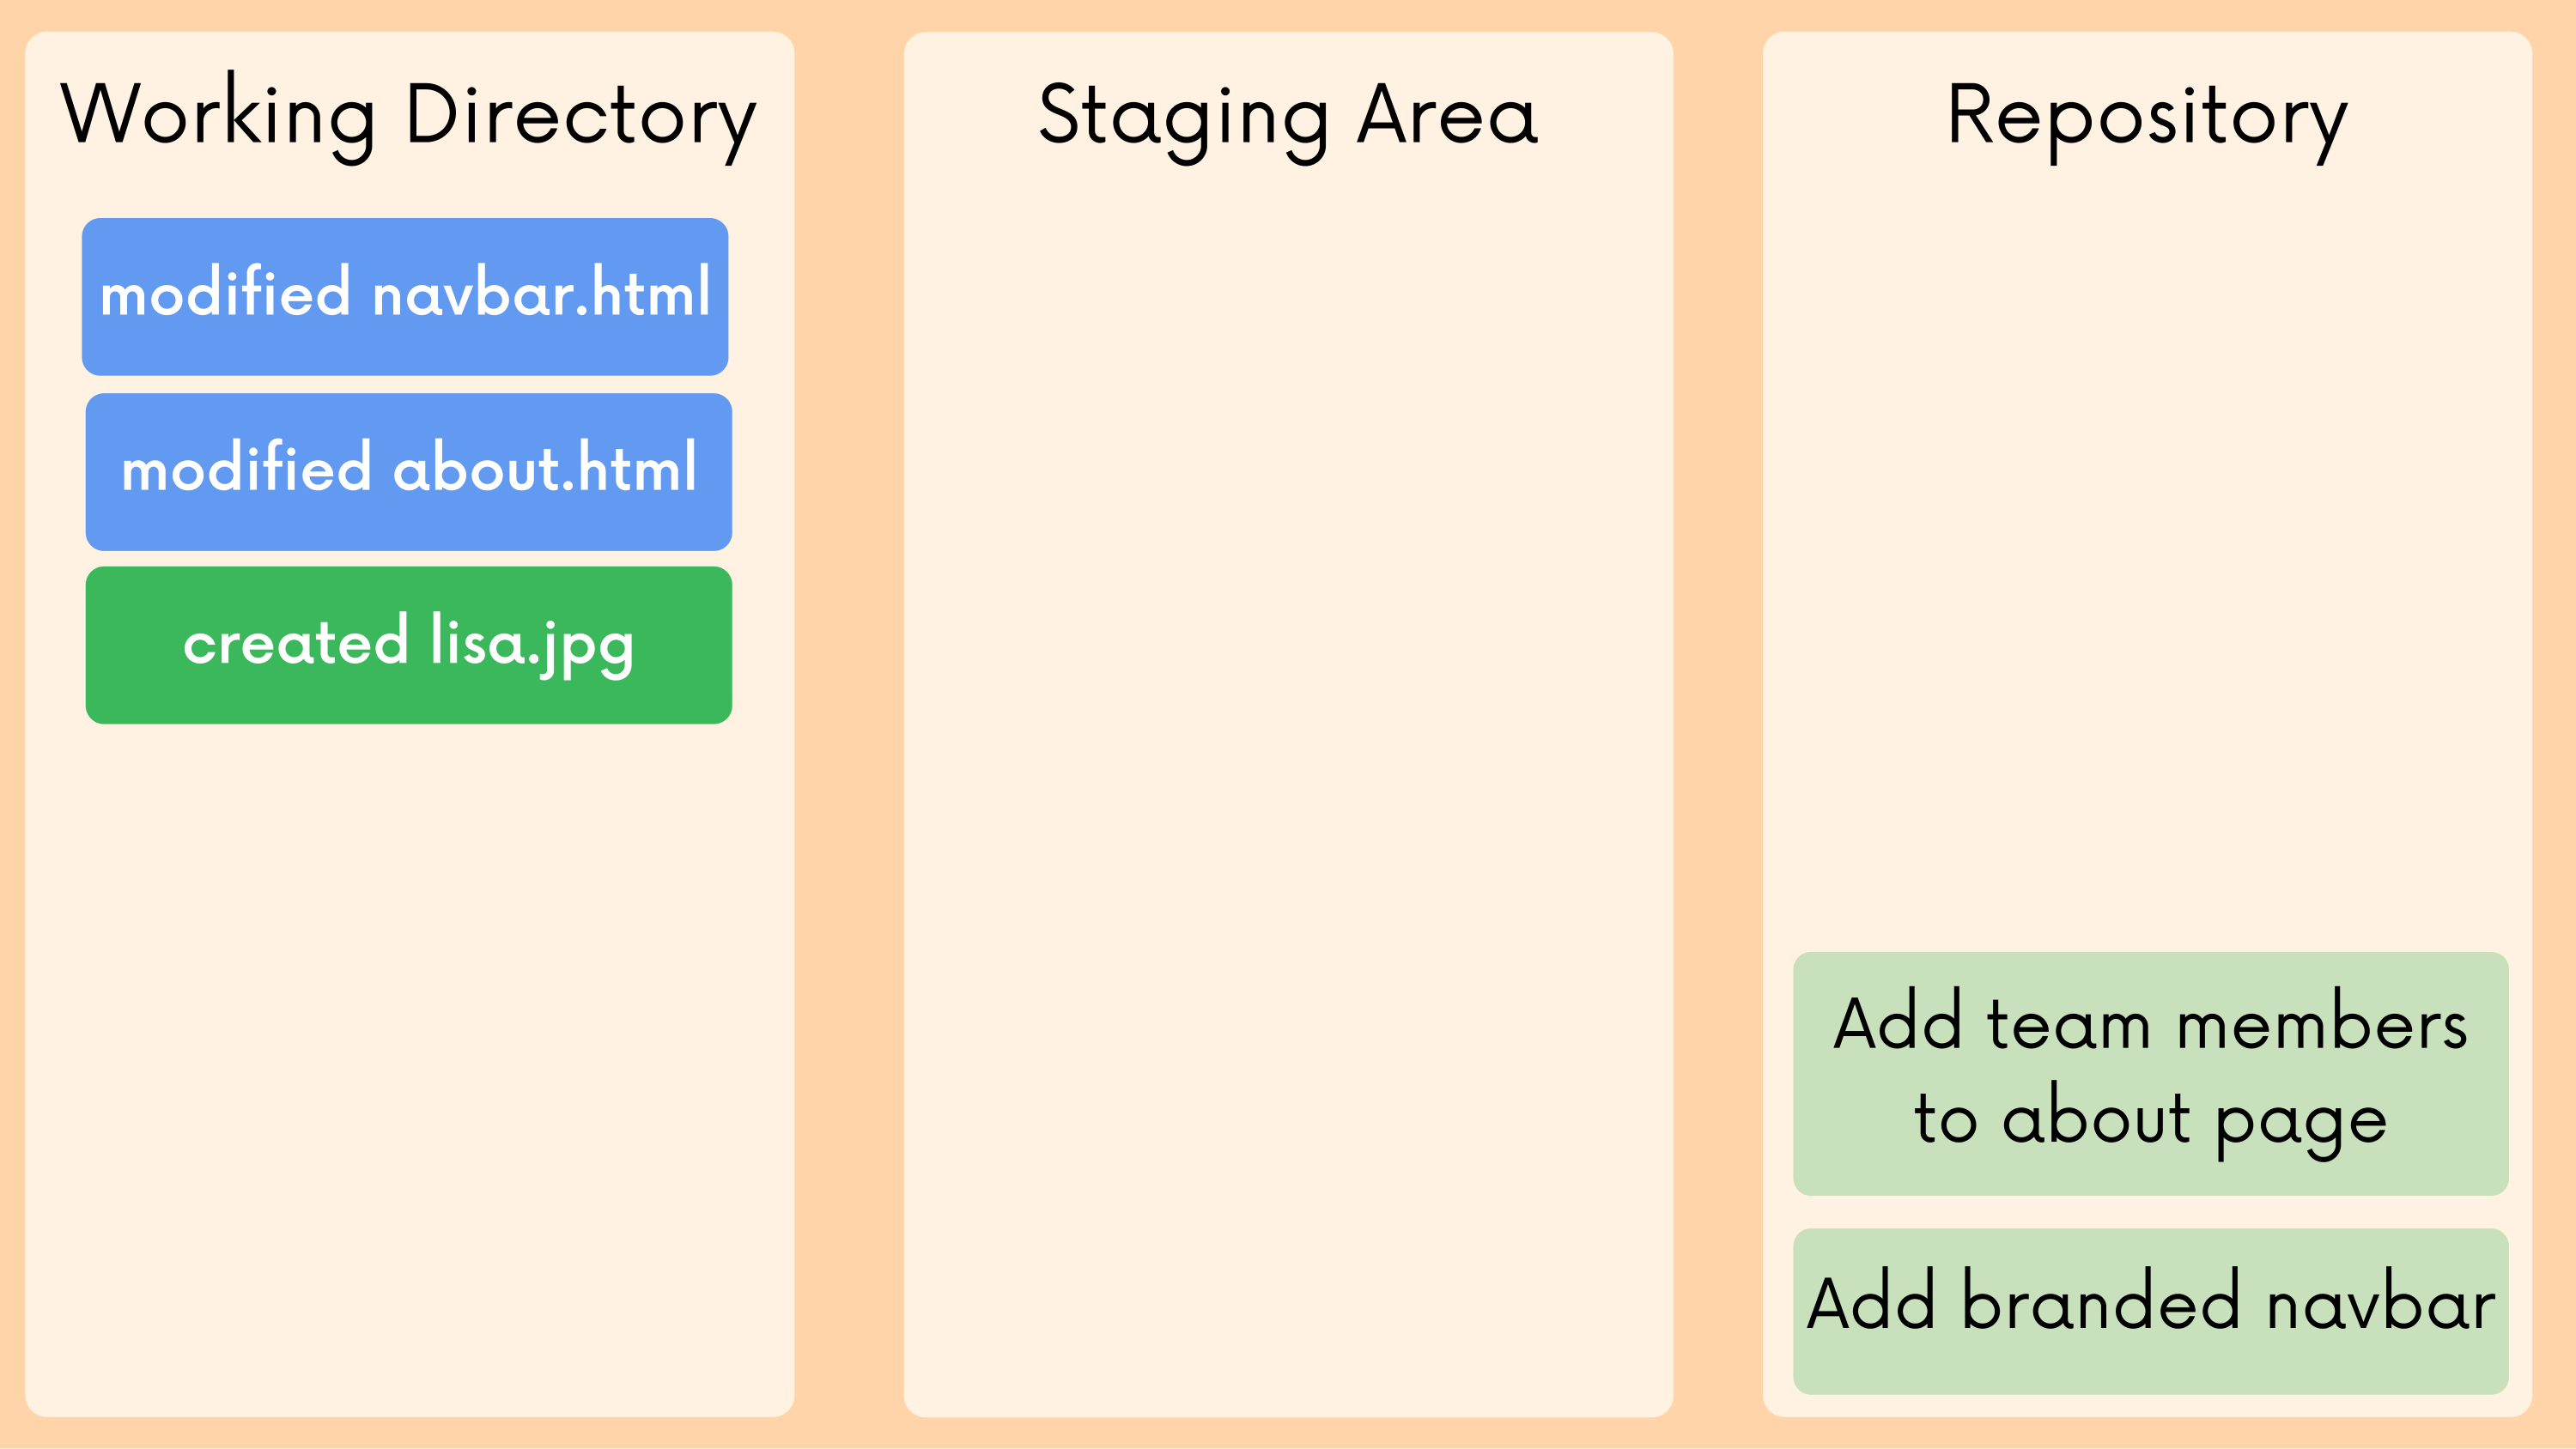 Working Directory
modified navbar.html
modified about.html
created lisa.jpg
Staging Area
Repository
Add team members
to about page
Add branded navbar